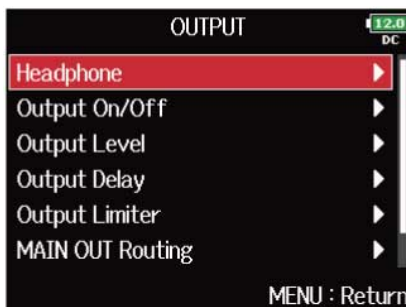 OUTPUT
12.0
DC
Headphone
Output On/Off
Output Level
Output Delay
Output Limiter
MAIN OUT Routing
MENU : Return